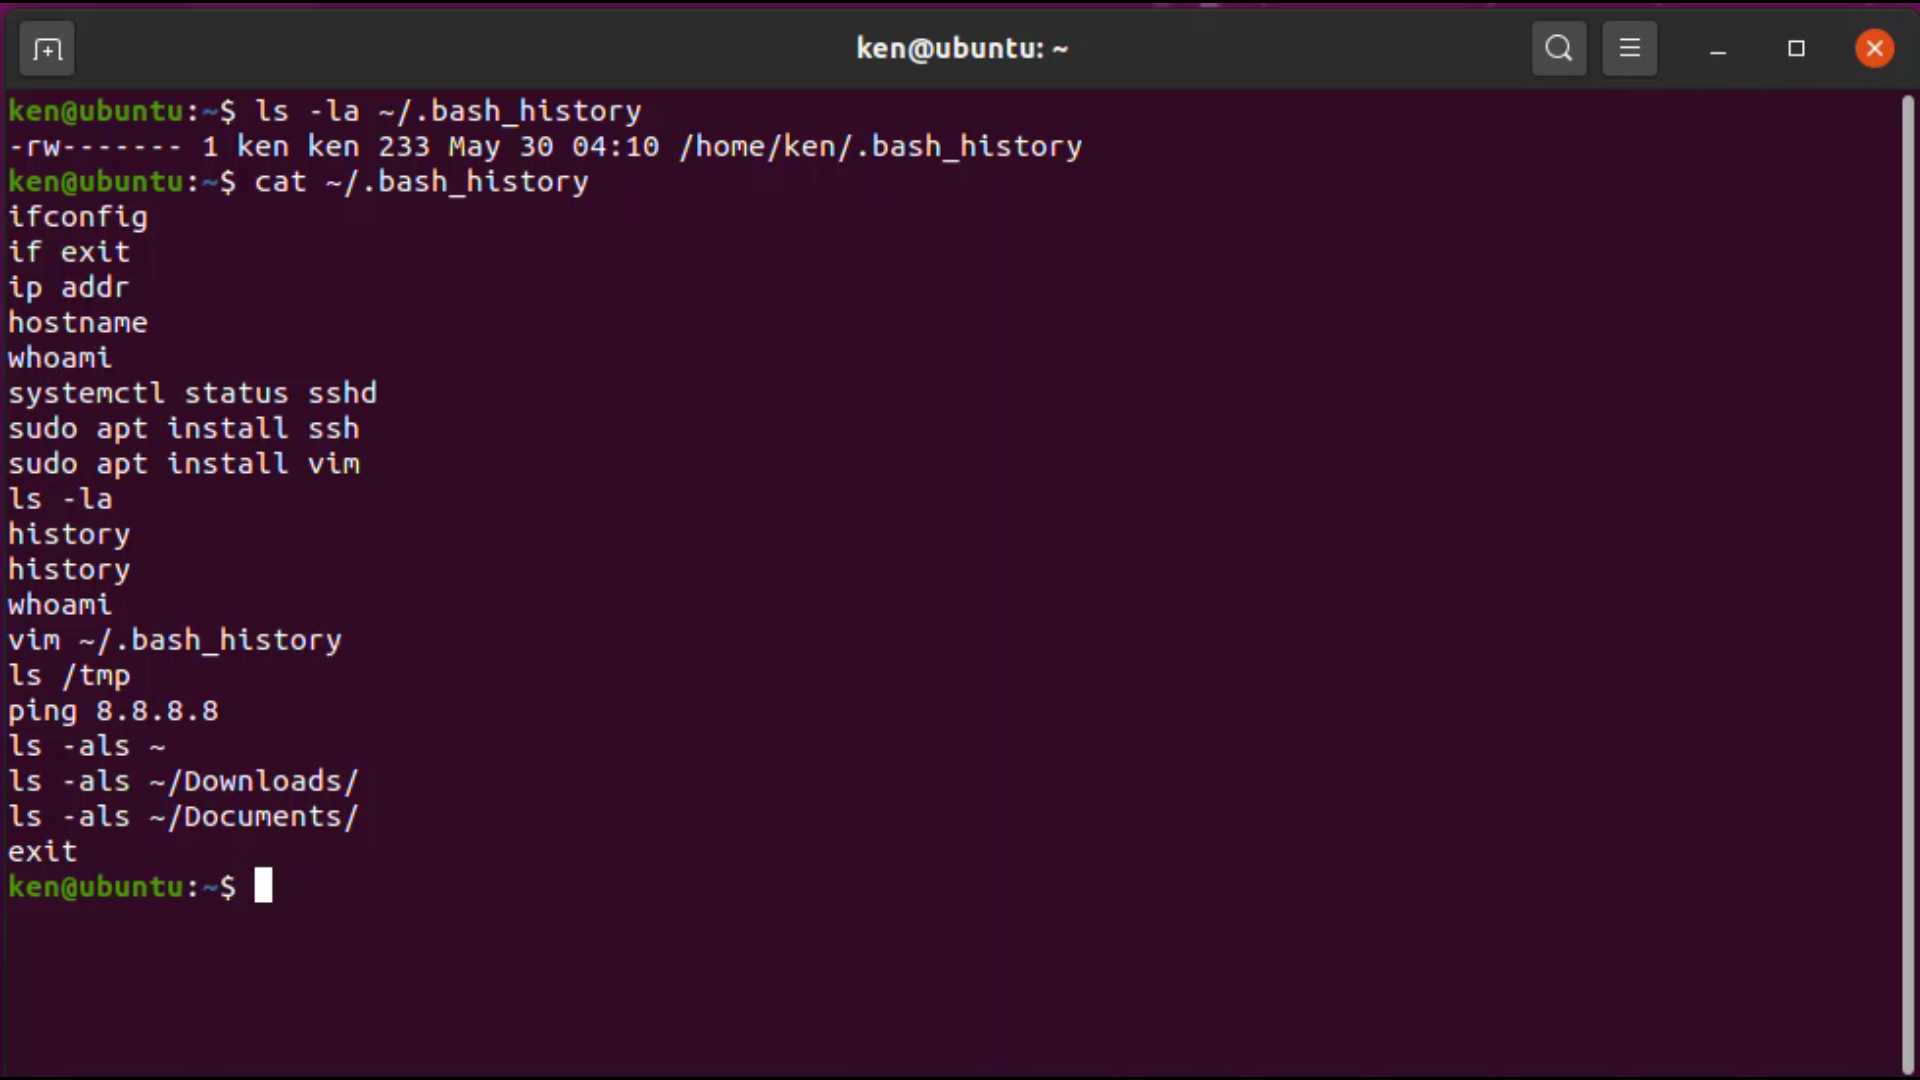 ken@ubuntu: ~
ken@ubuntu:~$ ls -la ~/.bash_history
-rw------- 1 ken ken 233 May 30 04:10 /home/ken/.bash_history
ken@ubuntu:~$ cat ~/.bash_history
ifconfig
if exit
ip addr
hostname
whoami
systemctl status sshd
sudo apt install ssh
sudo apt install vim
ls -la
history
history
whoami
vim ~/.bash_history
ls /tmp
ping 8.8.8.8
ls -als ~
ls -als ~/Downloads/
ls -als ~/Documents/
exit
ken@ubuntu:~$